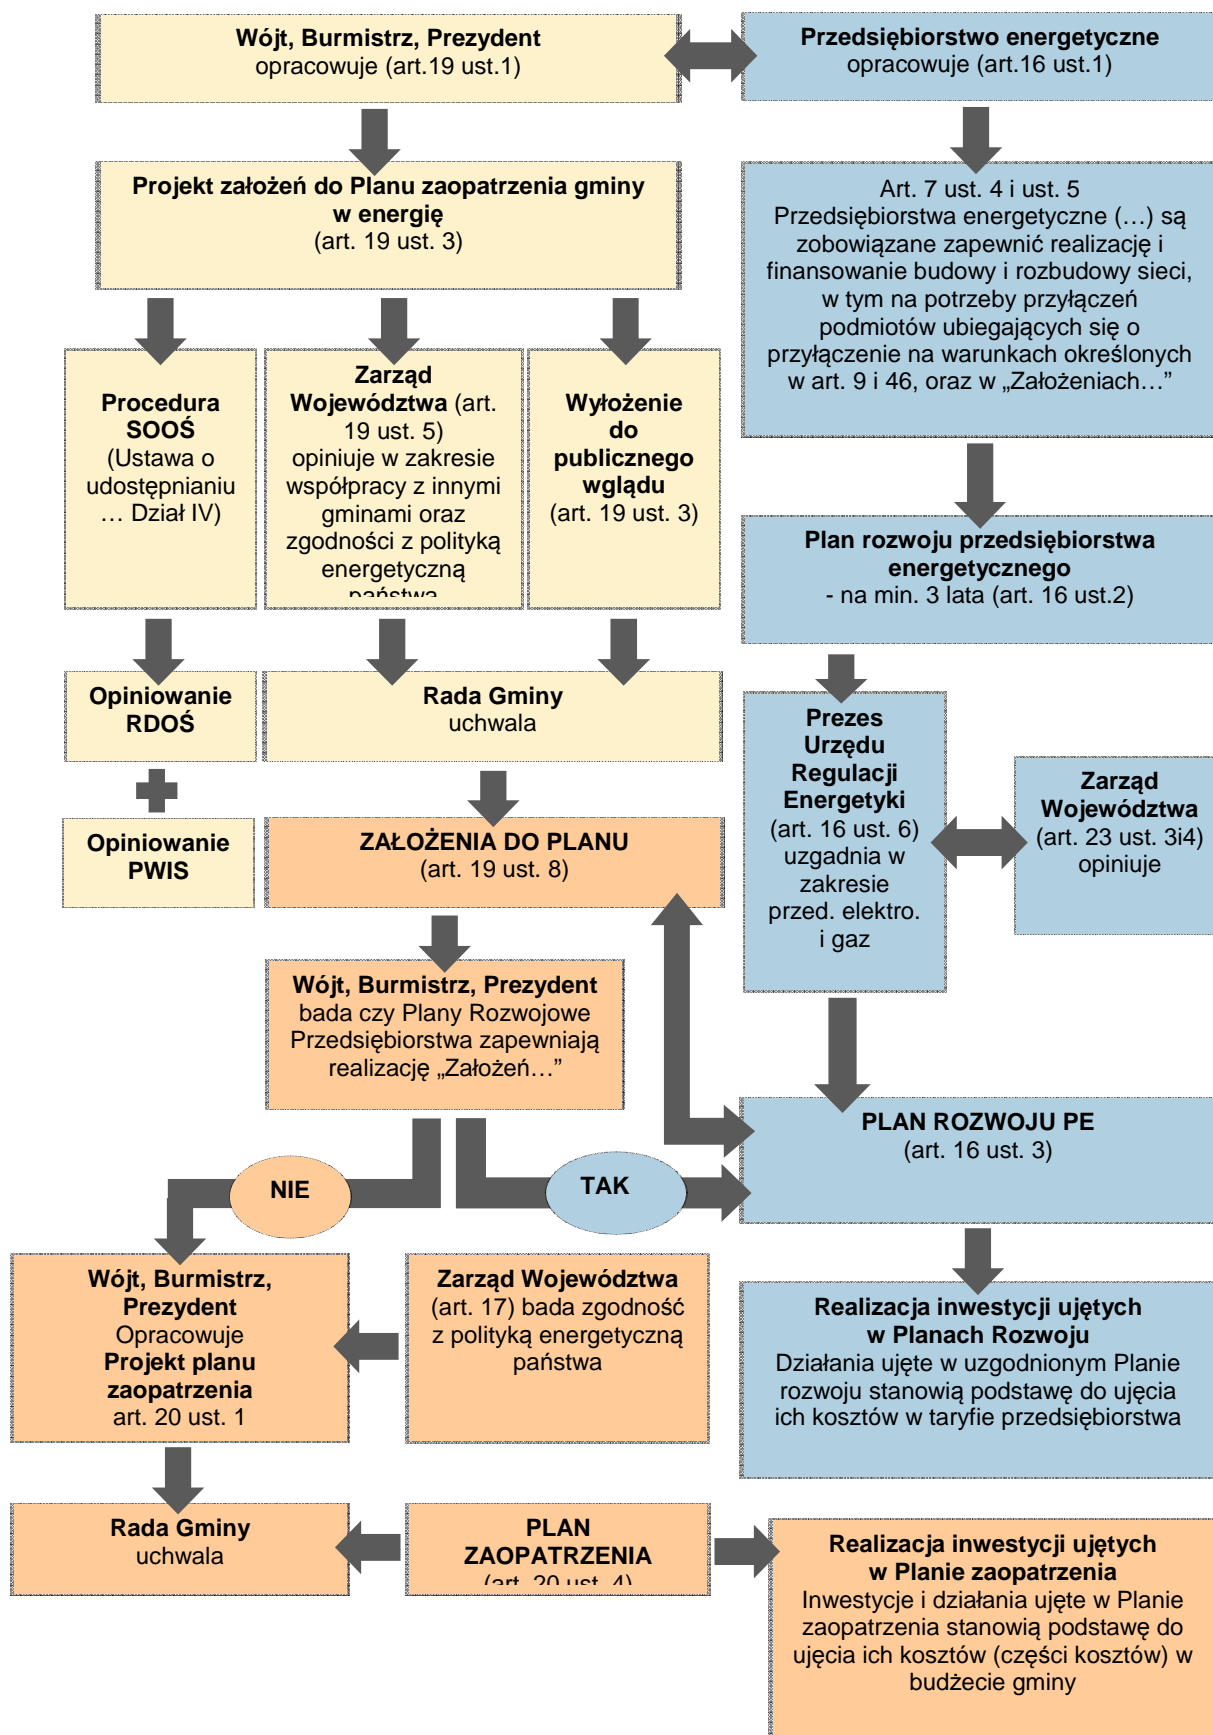 Wójt, Burmistrz, Prezydent
opracowuje (art.19 ust.1)
Przedsiębiorstwo energetyczne
opracowuje (art.16 ust.1)
Projekt założeń do Planu zaopatrzenia gminy
w energię
(art. 19 ust. 3)
Art. 7 ust. 4 i ust. 5
Przedsiębiorstwa energetyczne (…) są
zobowiązane zapewnić realizację i
finansowanie budowy i rozbudowy sieci,
w tym na potrzeby przyłączeń
podmiotów ubiegających się o
przyłączenie na warunkach określonych
w art. 9 i 46, oraz w „Założeniach…”
Procedura
SOOŚ
(Ustawa o
udostępnianiu
… Dział IV)
Zarząd
Województwa (art.
19 ust. 5)
opiniuje w zakresie
współpracy z innymi
gminami oraz
zgodności z polityką
energetyczną
państwa
Wyłożenie
do
publicznego
wglądu
(art. 19 ust. 3)
Plan rozwoju przedsiębiorstwa
energetycznego
- na min. 3 lata (art. 16 ust.2)
Opiniowanie
RDOŚ
Rada Gminy
uchwala
Prezes
Urzędu
Regulacji
Energetyki
(art. 16 ust. 6)
uzgadnia w
zakresie
przed. elektro.
i gaz
Zarząd
Województwa
(art. 23 ust. 3i4)
opiniuje
Opiniowanie
PWIS
ZAŁOŻENIA DO PLANU
(art. 19 ust. 8)
Wójt, Burmistrz, Prezydent
bada czy Plany Rozwojowe
Przedsiębiorstwa zapewniają
realizację „Założeń…”
PLAN ROZWOJU PE
(art. 16 ust. 3)
NIE
TAK
Wójt, Burmistrz,
Prezydent
Opracowuje
Projekt planu
zaopatrzenia
art. 20 ust. 1
Zarząd Województwa
(art. 17) bada zgodność
z polityką energetyczną
państwa
Realizacja inwestycji ujętych
w Planach Rozwoju
Działania ujęte w uzgodnionym Planie
rozwoju stanowią podstawę do ujęcia
ich kosztów w taryfie przedsiębiorstwa
Rada Gminy
uchwala
PLAN
ZAOPATRZENIA
(art. 20 ust. 4)
Realizacja inwestycji ujętych
w Planie zaopatrzenia
Inwestycje i działania ujęte w Planie
zaopatrzenia stanowią podstawę do
ujęcia ich kosztów (części kosztów) w
budżecie gminy